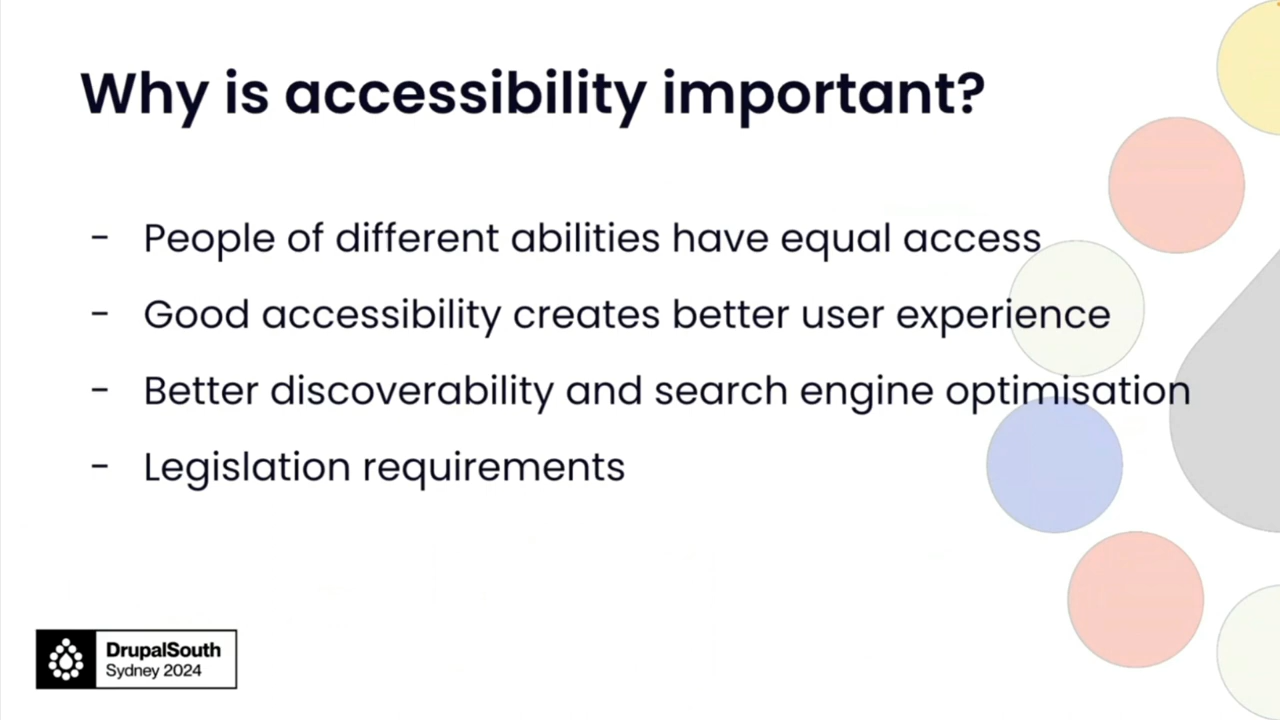 Why is accessibility important?
- People of different abilities have equal access
- Good accessibility creates better user experience
- Better discoverability and search engine optimisation
- Legislation requirements
DrupalSouth
Sydney 2024